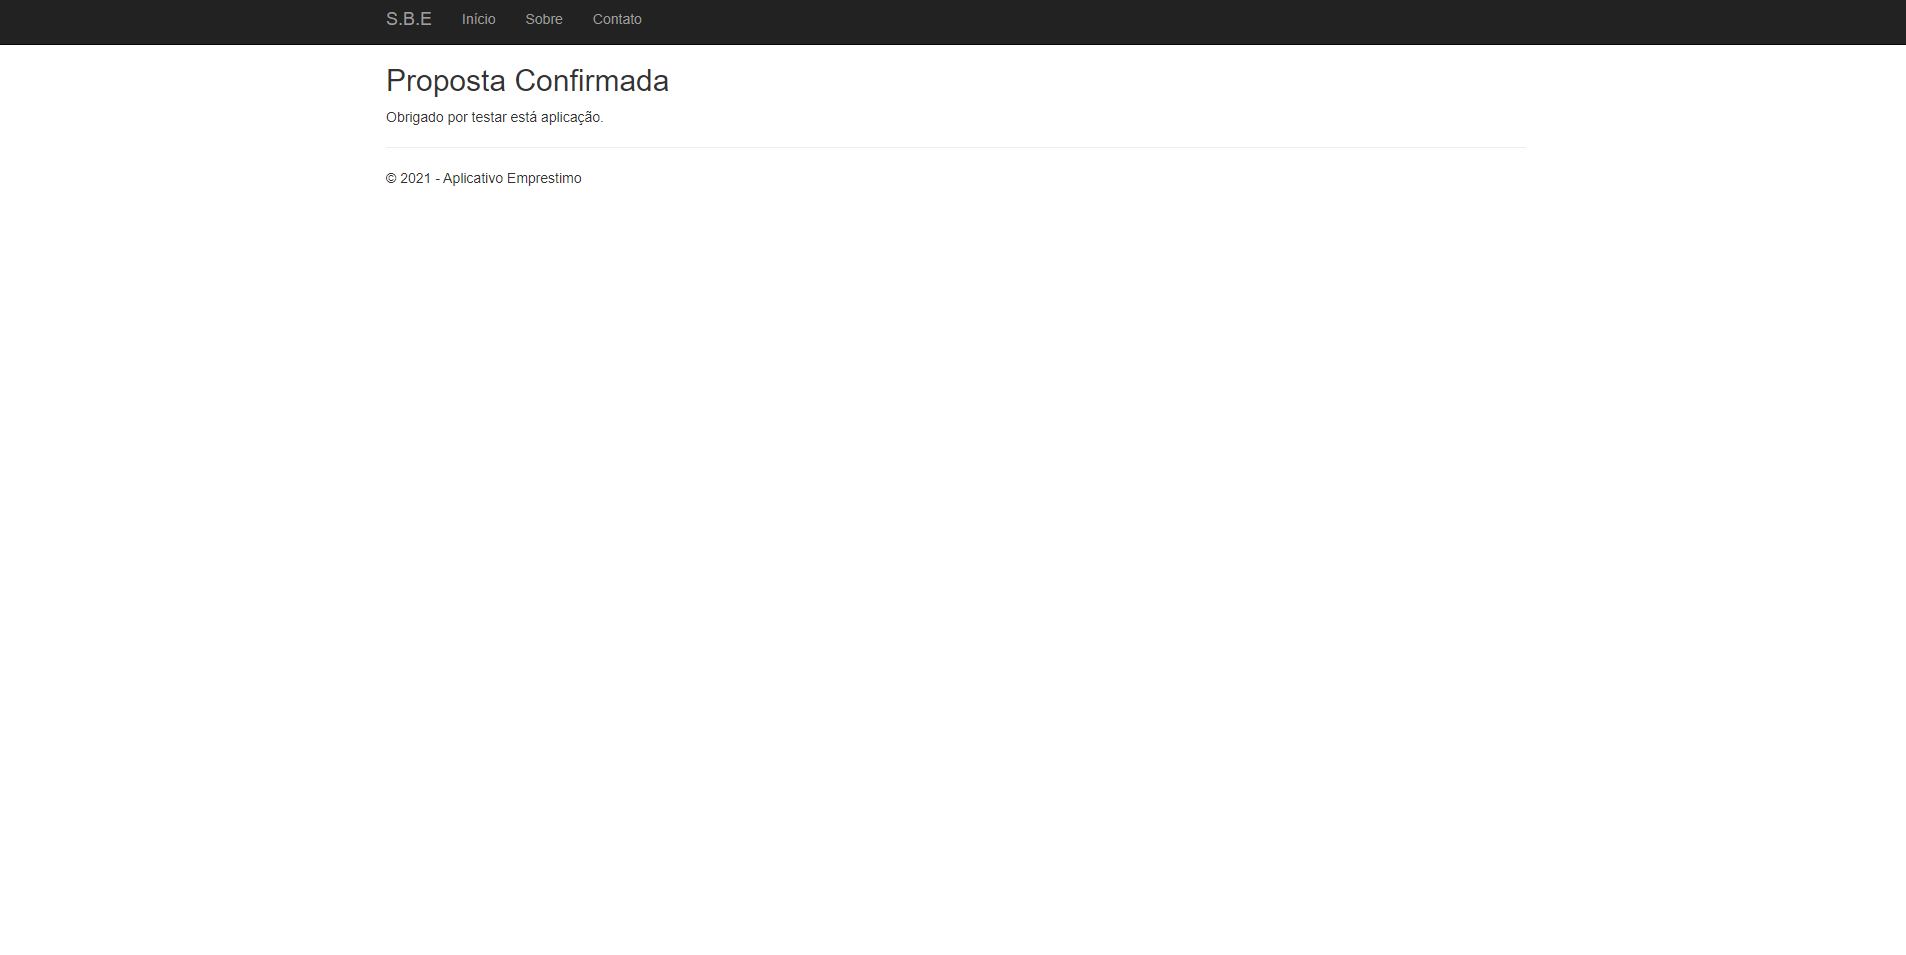 S.B.E Início Sobre Contato
Proposta Confirmada
Obrigado por testar está aplicação.
© 2021 - Aplicativo Emprestimo